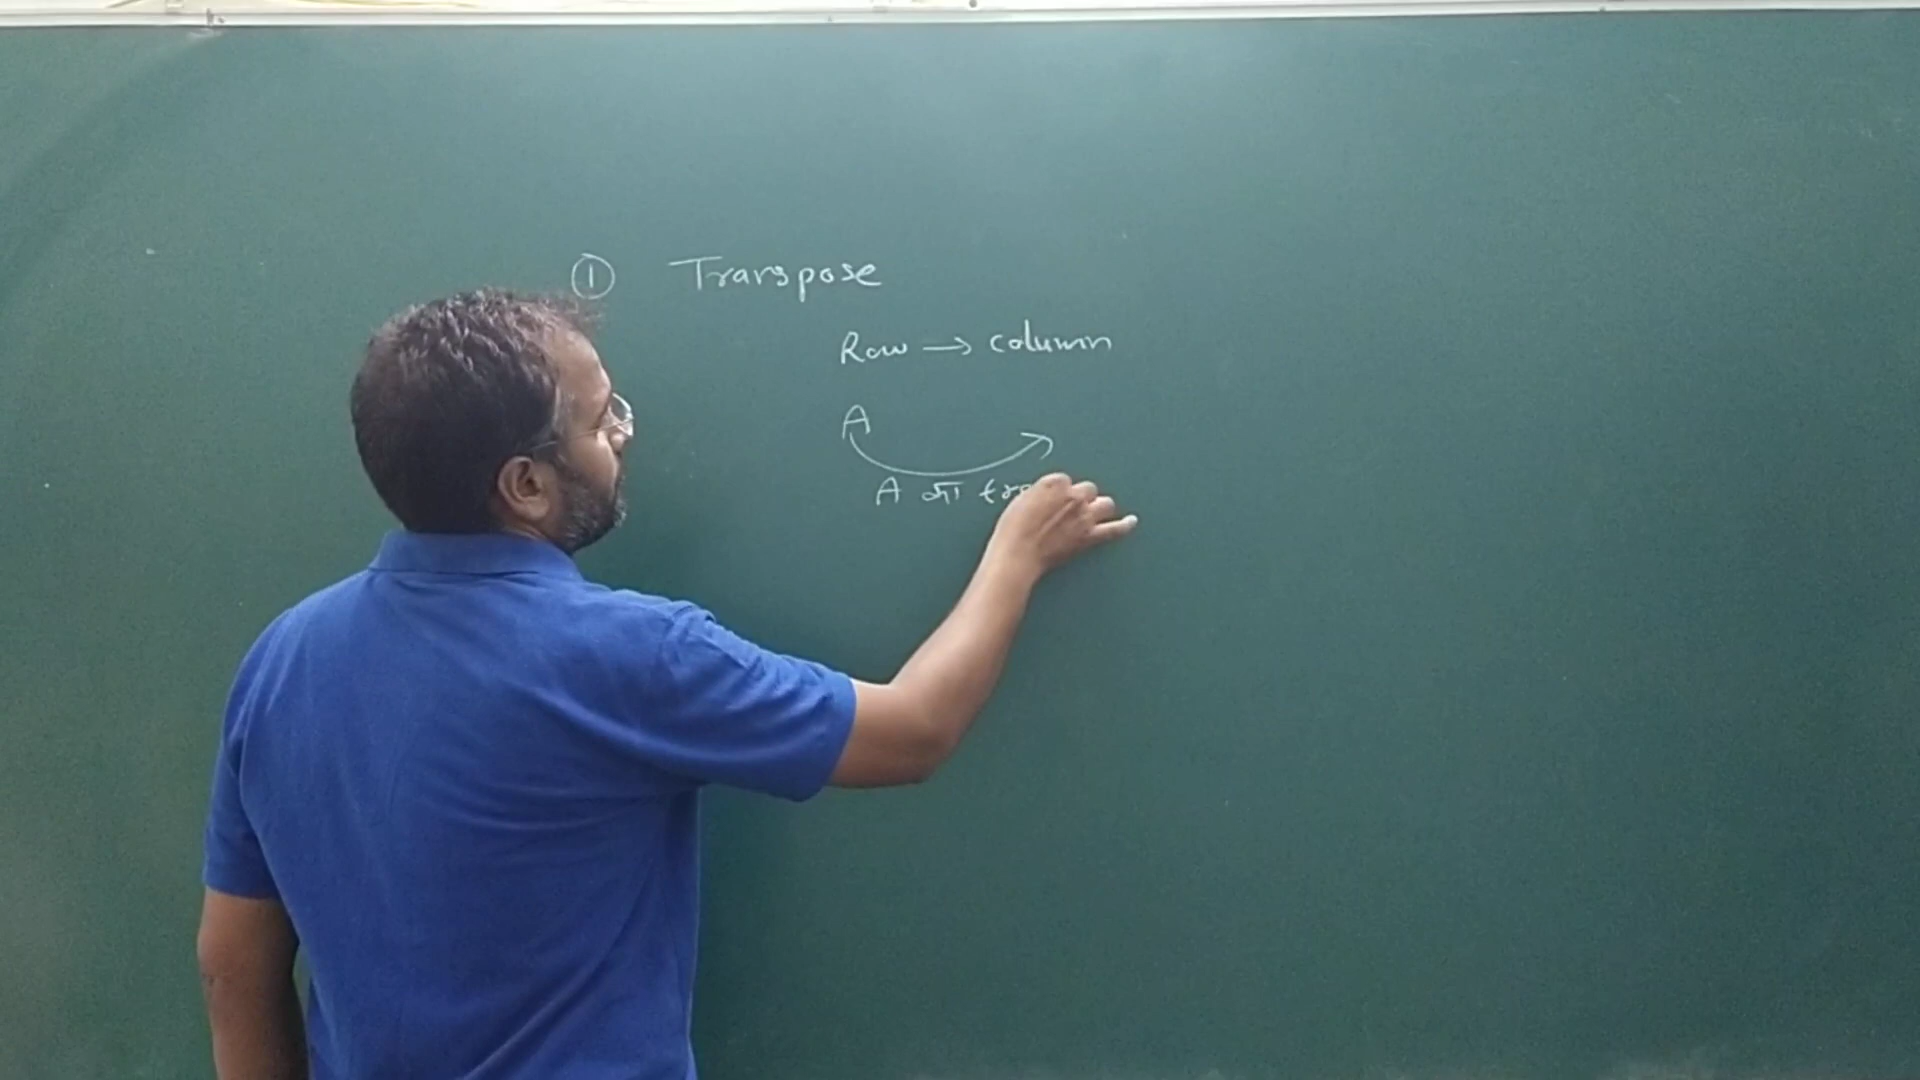 ① Transpose
Row → column
A
A का